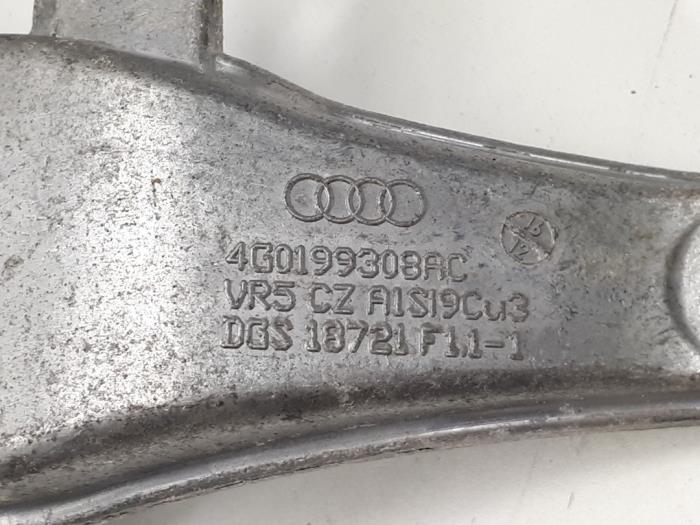 4G0199308AC
VR5 CZ AlSi9Cu3
DGS 18721 F1.1-1